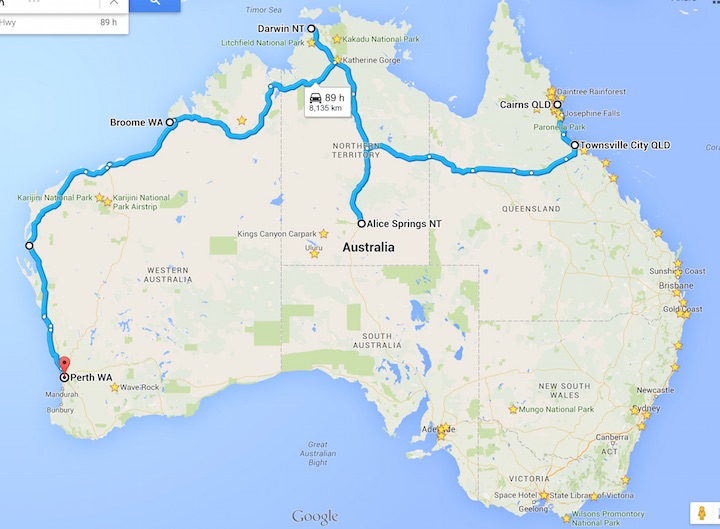 Hwy
89 h
Timor Sea
Darwin NT
Litchfield National Park
Kakadu National Park
Katherine Gorge
89 h
8,135 km
Daintree Rainforest
Cairns QLD
Josephine Falls
Paronella Park
Broome WA
Townsville City QLD
NORTHERN
TERRITORY
Karijini National
Park
Karijini National
Park Airstrip
QUEENSLAND
Alice Springs NT
Kings Canyon Carpark
Uluru
Australia
WESTERN
AUSTRALIA
Sunshine Coast
Brisbane
Gold Coast
SOUTH
AUSTRALIA
Perth WA
Wave Rock
Mandurah
Bunbury
NEW SOUTH
WALES
Newcastle
Mungo National Park
Sydney
Adelaide
Canberra
ACT
Great
Australian
Bight
VICTORIA
Space Hotel
State Library of Victoria
Geelong
Wilsons Promontory
National Park
Google